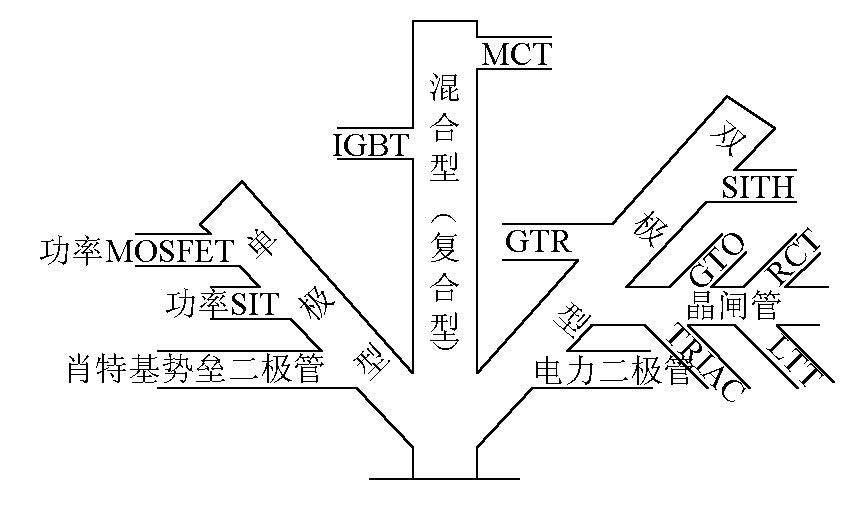 MCT
混合型（复合型）
IGBT
双极型
SITH
单极型
功率MOSFET
GTR
GTO
RCT
功率SIT
晶闸管
TRIAC
LTT
肖特基势垒二极管
电力二极管